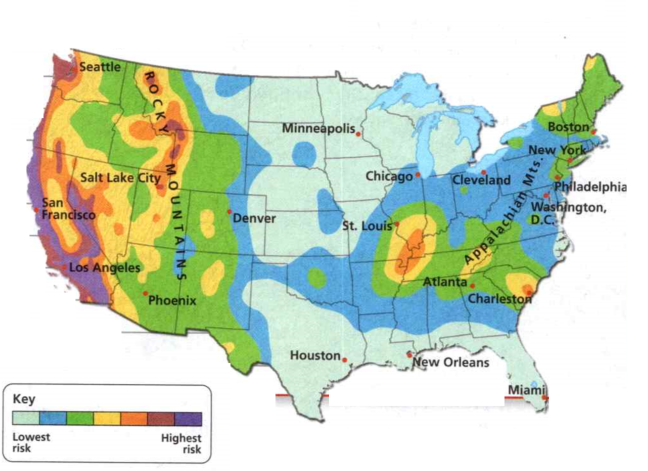 Seattle
ROCKY
MOUNTAINS
Minneapolis
Boston
New York
Salt Lake City
Chicago
Cleveland
Appalachian Mts.
Philadelphia
San
Francisco
Washington,
D.C.
Denver
St. Louis
Los Angeles
Atlanta
Phoenix
Charleston
Houston
New Orleans
Miami
Key
Lowest
risk
Highest
risk